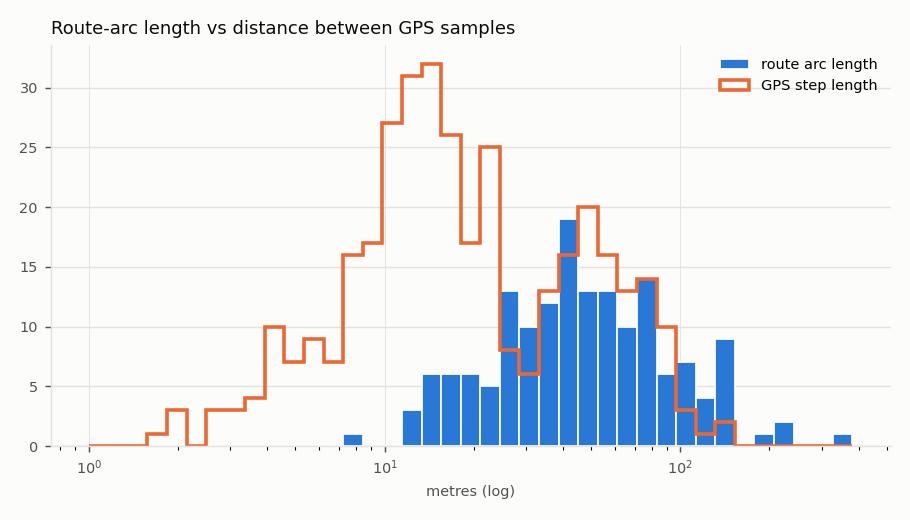 Route-arc length vs distance between GPS samples
route arc length
GPS step length
30
25
20
15
10
5
0
10⁰
10¹
10²
metres (log)